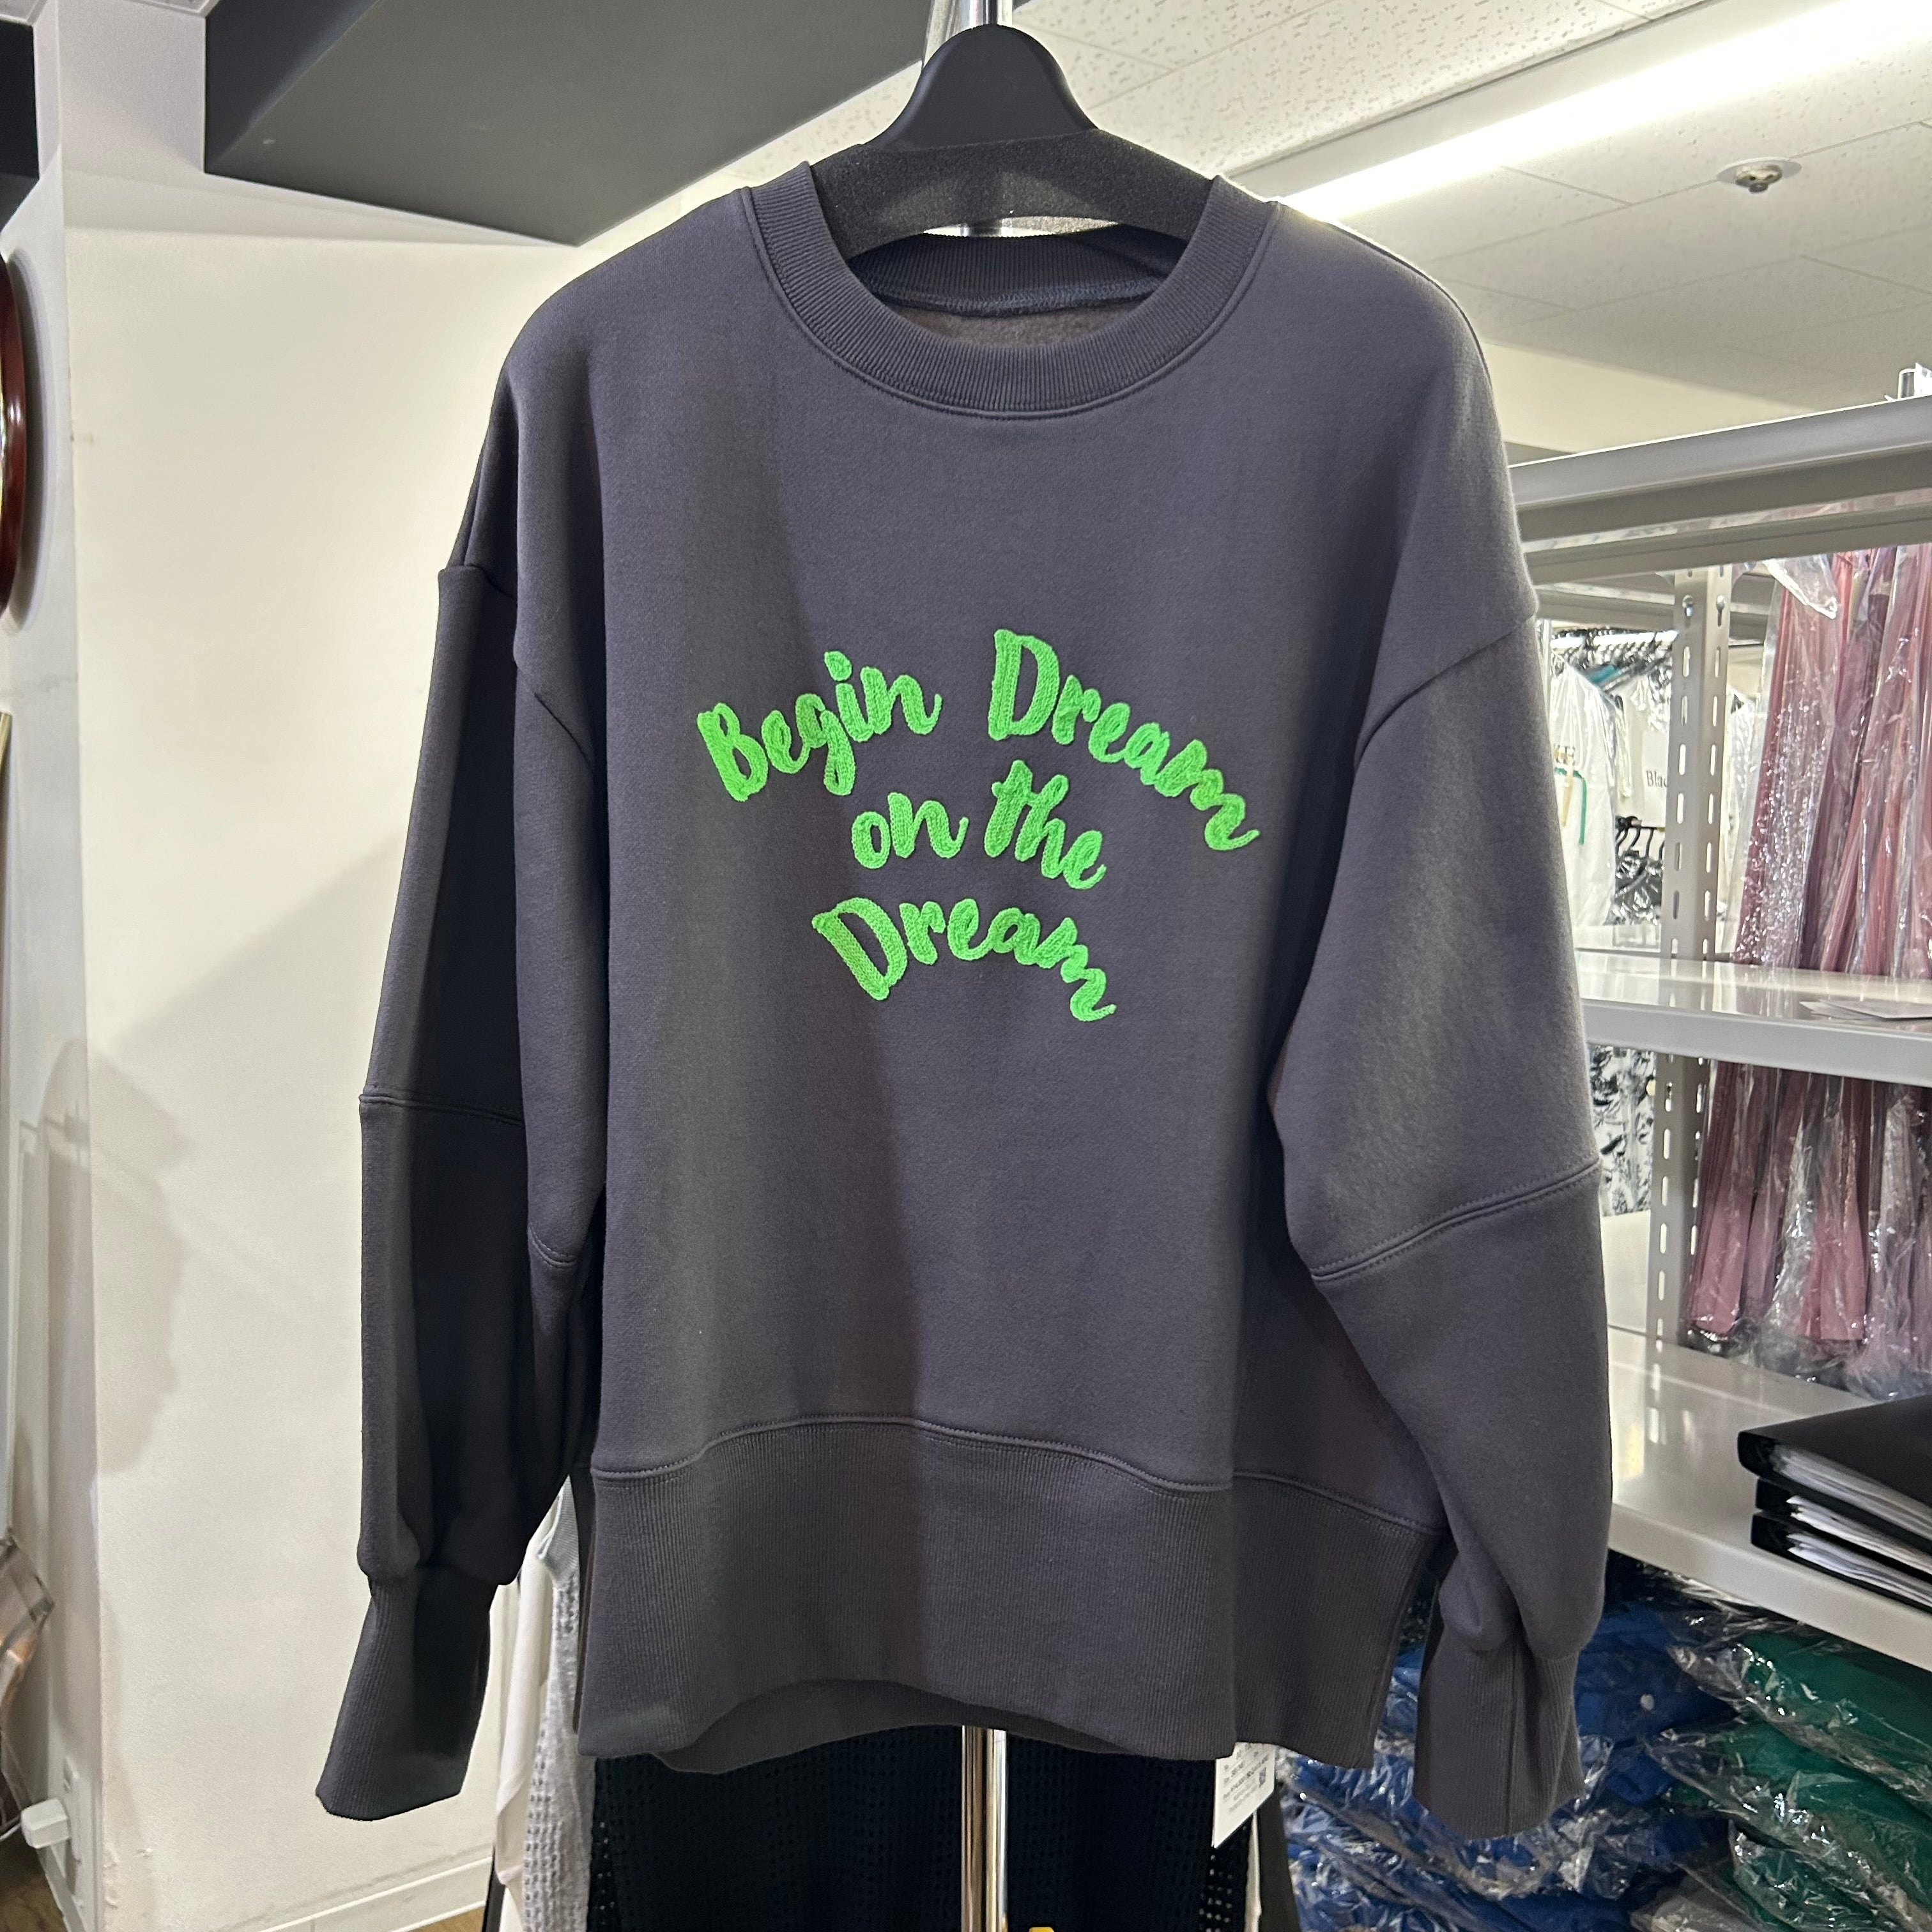 Begin Dream
on the
Dream